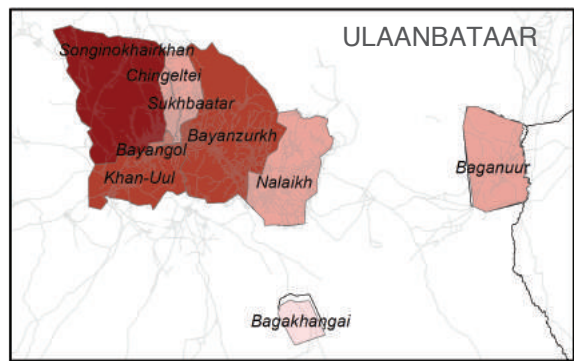 ULAANBATAAR
Songinokhairkhan
Chingeltei
Sukhbaatar
Bayanzurkh
Bayangol
Khan-Uul
Nalaikh
Baganuur
Bagakhangai